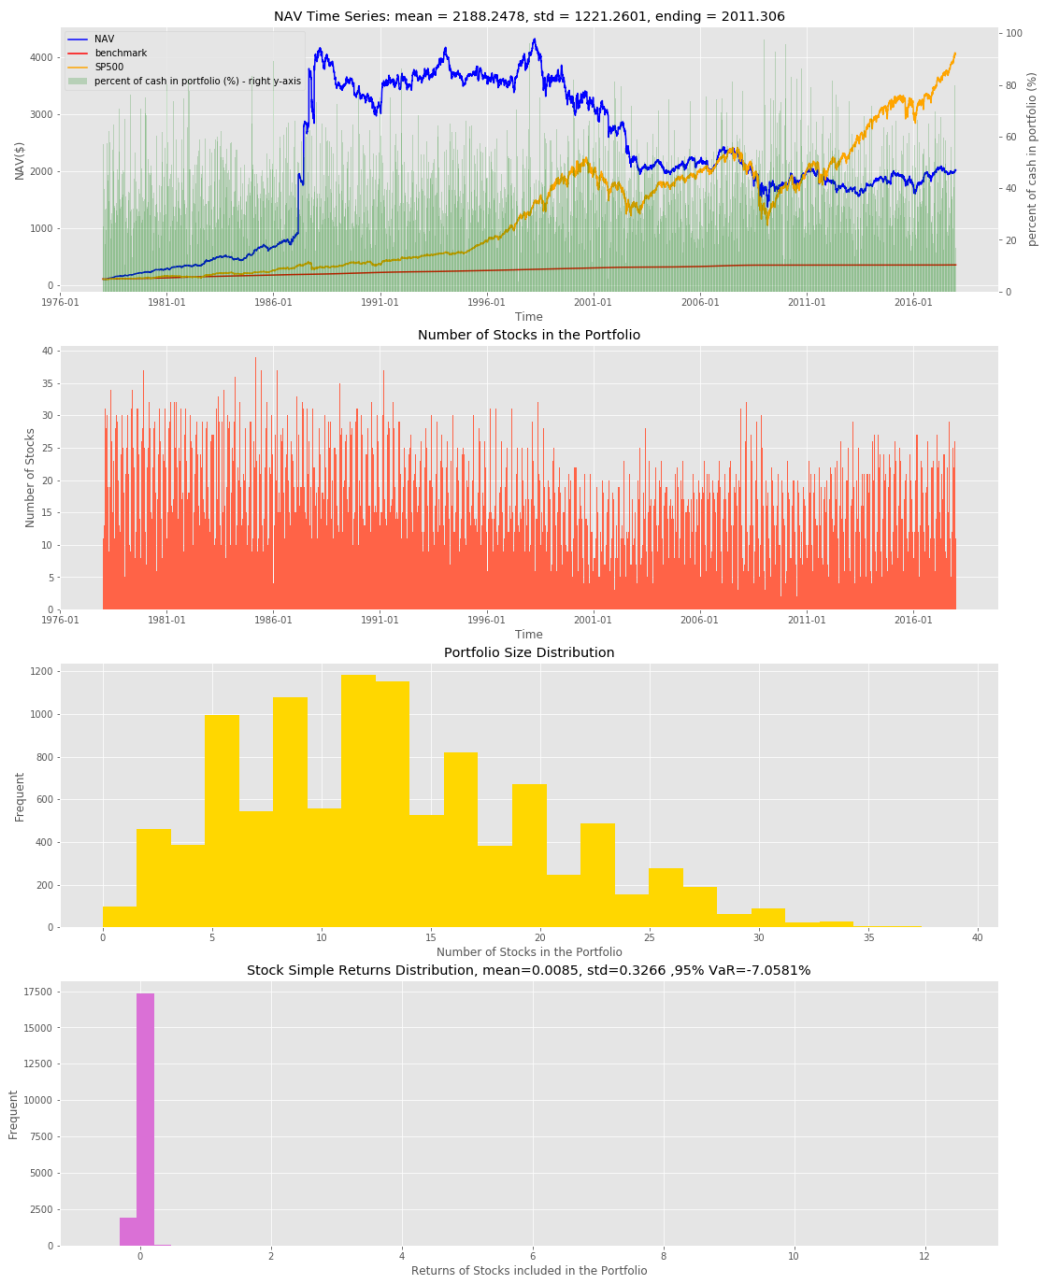 NAV Time Series: mean = 2188.2478, std = 1221.2601, ending = 2011.306
NAV
benchmark
SP500
percent of cash in portfolio (%) - right y-axis
4000
3000
2000
1000
0
NAV($)
100
80
60
40
20
0
percent of cash in portfolio (%)
1976-01 1981-01 1986-01 1991-01 1996-01 2001-01 2006-01 2011-01 2016-01
Time
Number of Stocks in the Portfolio
40
35
30
25
20
15
10
5
0
Number of Stocks
1976-01 1981-01 1986-01 1991-01 1996-01 2001-01 2006-01 2011-01 2016-01
Time
Portfolio Size Distribution
1200
1000
800
600
400
200
0
Frequent
0 5 10 15 20 25 30 35 40
Number of Stocks in the Portfolio
Stock Simple Returns Distribution, mean=0.0085, std=0.3266 ,95% VaR=-7.0581%
17500
15000
12500
10000
7500
5000
2500
0
Frequent
0 2 4 6 8 10 12
Returns of Stocks included in the Portfolio